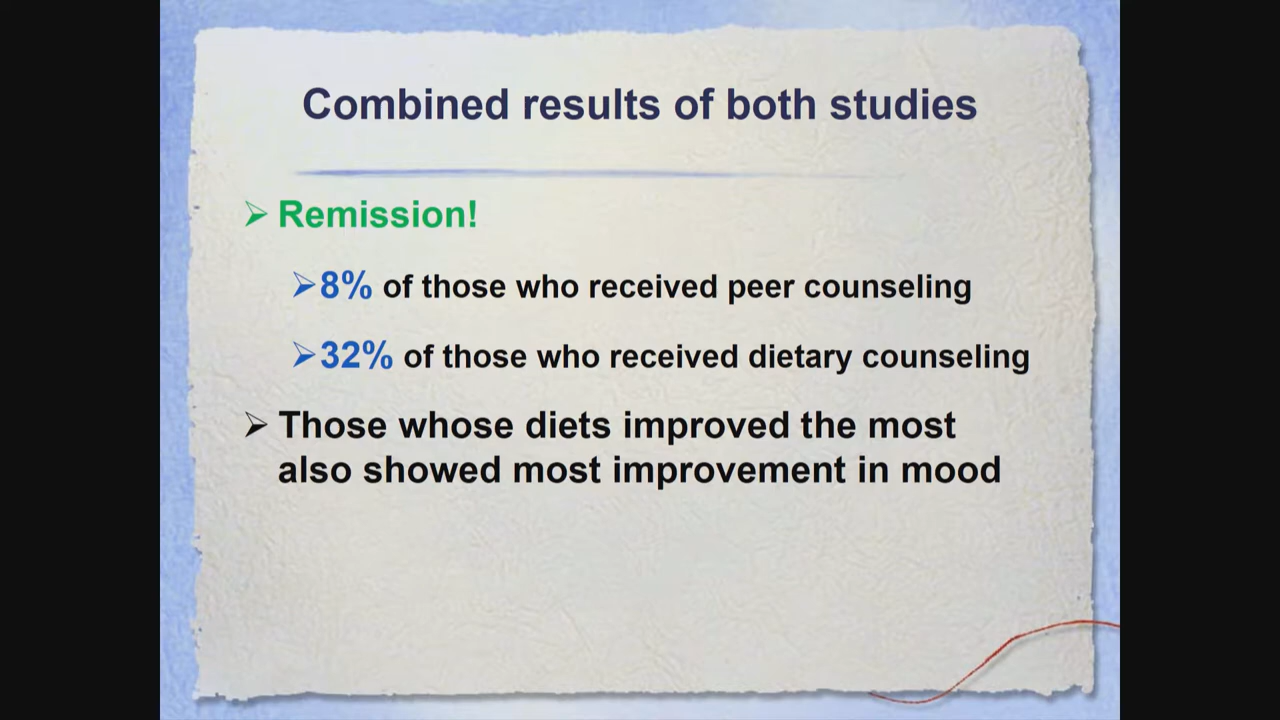 Combined results of both studies
Remission!
8% of those who received peer counseling
32% of those who received dietary counseling
Those whose diets improved the most
also showed most improvement in mood